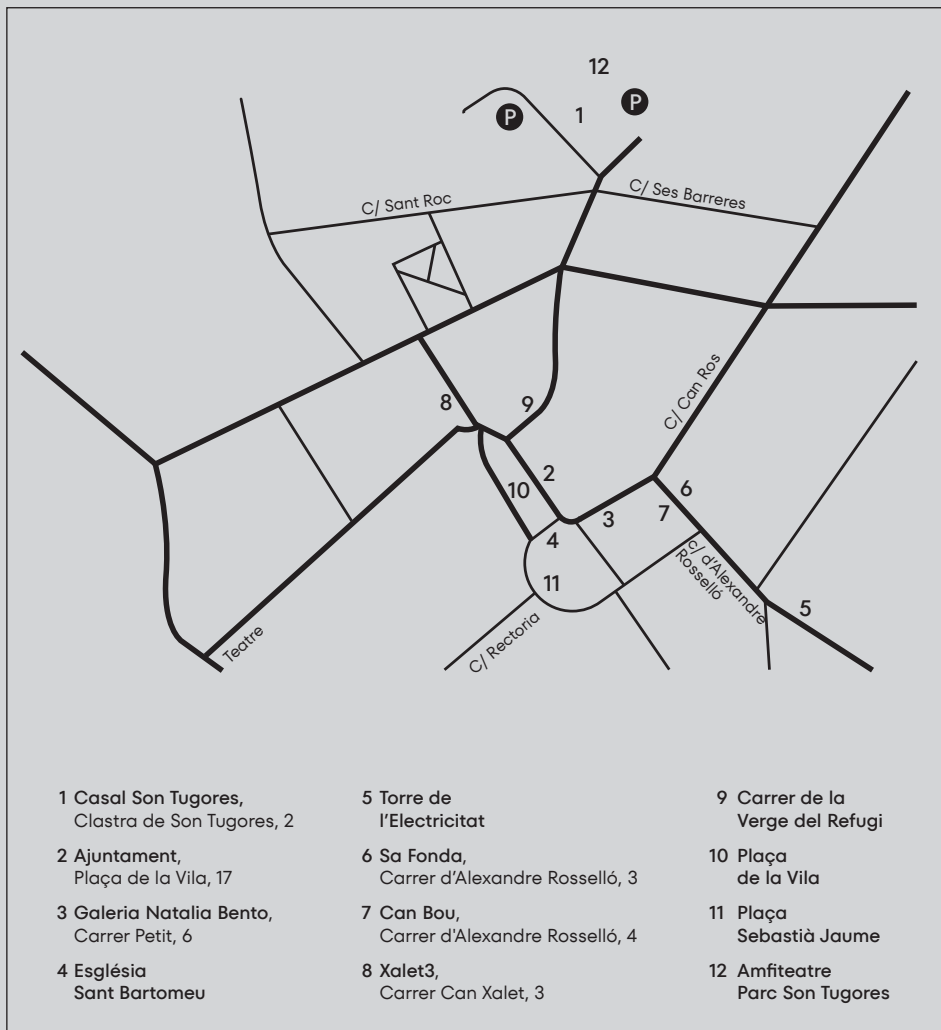 12
P
1
P
C/ Sant Roc
C/ Ses Barreres
C/ Can Ros
8
9
2
10
6
7
3
4
11
c/ d'Alexandre
Rosselló
5
Teatre
C/ Rectoria
1 Casal Son Tugores,
Clastra de Son Tugores, 2
2 Ajuntament,
Plaça de la Vila, 17
3 Galeria Natalia Bento,
Carrer Petit, 6
4 Església
Sant Bartomeu
5 Torre de
l’Electricitat
6 Sa Fonda,
Carrer d’Alexandre Rosselló, 3
7 Can Bou,
Carrer d'Alexandre Rosselló, 4
8 Xalet3,
Carrer Can Xalet, 3
9 Carrer de la
Verge del Refugi
10 Plaça
de la Vila
11 Plaça
Sebastià Jaume
12 Amfiteatre
Parc Son Tugores